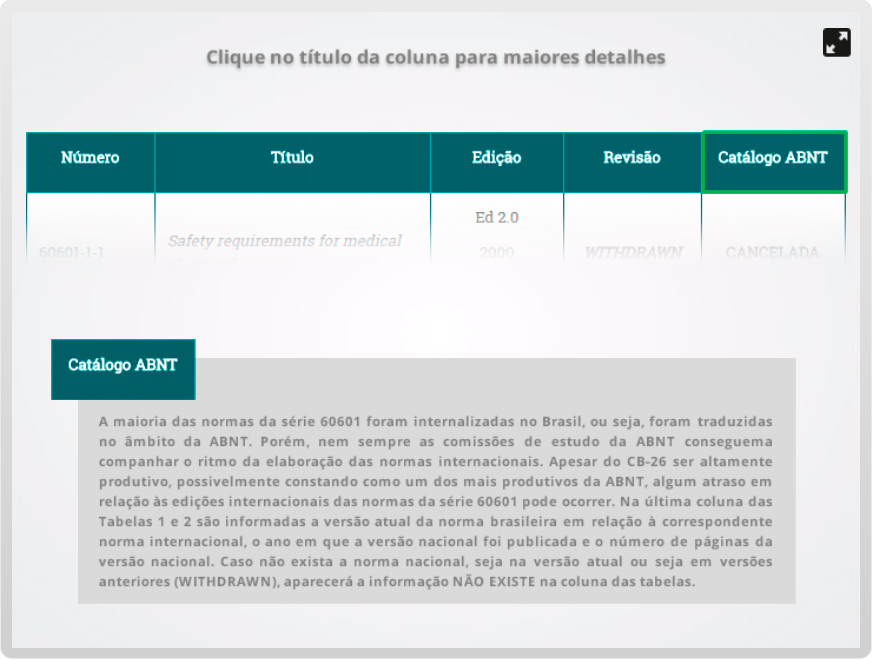 Clique no título da coluna para maiores detalhes
Número Título Edição Revisão Catálogo ABNT
Ed 2.0
Safety requirements for medical
60601-1-1 2000 WITHDRAWN CANCELADA
Catálogo ABNT
A maioria das normas da série 60601 foram internalizadas no Brasil, ou seja, foram traduzidas
no âmbito da ABNT. Porém, nem sempre as comissões de estudo da ABNT conseguema
companhar o ritmo da elaboração das normas internacionais. Apesar do CB-26 ser altamente
produtivo, possivelmente constando como um dos mais produtivos da ABNT, algum atraso em
relação às edições internacionais das normas da série 60601 pode ocorrer. Na última coluna das
Tabelas 1 e 2 são informadas a versão atual da norma brasileira em relação à correspondente
norma internacional, o ano em que a versão nacional foi publicada e o número de páginas da
versão nacional. Caso não exista a norma nacional, seja na versão atual ou seja em versões
anteriores (WITHDRAWN), aparecerá a informação NÃO EXISTE na coluna das tabelas.